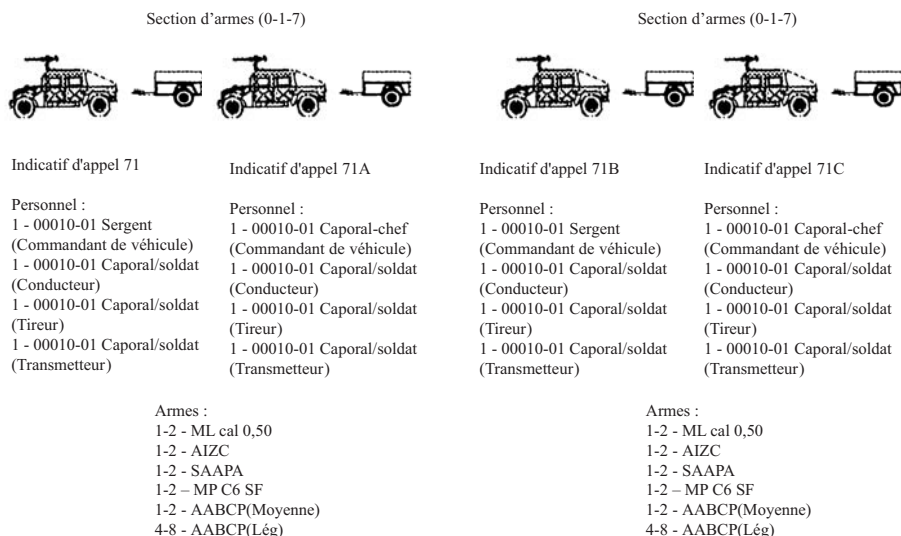 Section d'armes (0-1-7)
Indicatif d'appel 71
Personnel :
1 - 00010-01 Sergent
(Commandant de véhicule)
1 - 00010-01 Caporal/soldat
(Conducteur)
1 - 00010-01 Caporal/soldat
(Tireur)
1 - 00010-01 Caporal/soldat
(Transmetteur)
Indicatif d'appel 71A
Personnel :
1 - 00010-01 Caporal-chef
(Commandant de véhicule)
1 - 00010-01 Caporal/soldat
(Conducteur)
1 - 00010-01 Caporal/soldat
(Tireur)
1 - 00010-01 Caporal/soldat
(Transmetteur)
Armes :
1-2 - ML cal 0,50
1-2 - AIZC
1-2 - SAAPA
1-2 – MP C6 SF
1-2 - AABCP(Moyenne)
4-8 - AABCP(Lég)
Section d'armes (0-1-7)
Indicatif d'appel 71B
Personnel :
1 - 00010-01 Sergent
(Commandant de véhicule)
1 - 00010-01 Caporal/soldat
(Conducteur)
1 - 00010-01 Caporal/soldat
(Tireur)
1 - 00010-01 Caporal/soldat
(Transmetteur)
Indicatif d'appel 71C
Personnel :
1 - 00010-01 Caporal-chef
(Commandant de véhicule)
1 - 00010-01 Caporal/soldat
(Conducteur)
1 - 00010-01 Caporal/soldat
(Tireur)
1 - 00010-01 Caporal/soldat
(Transmetteur)
Armes :
1-2 - ML cal 0,50
1-2 - AIZC
1-2 - SAAPA
1-2 – MP C6 SF
1-2 - AABCP(Moyenne)
4-8 - AABCP(Lég)